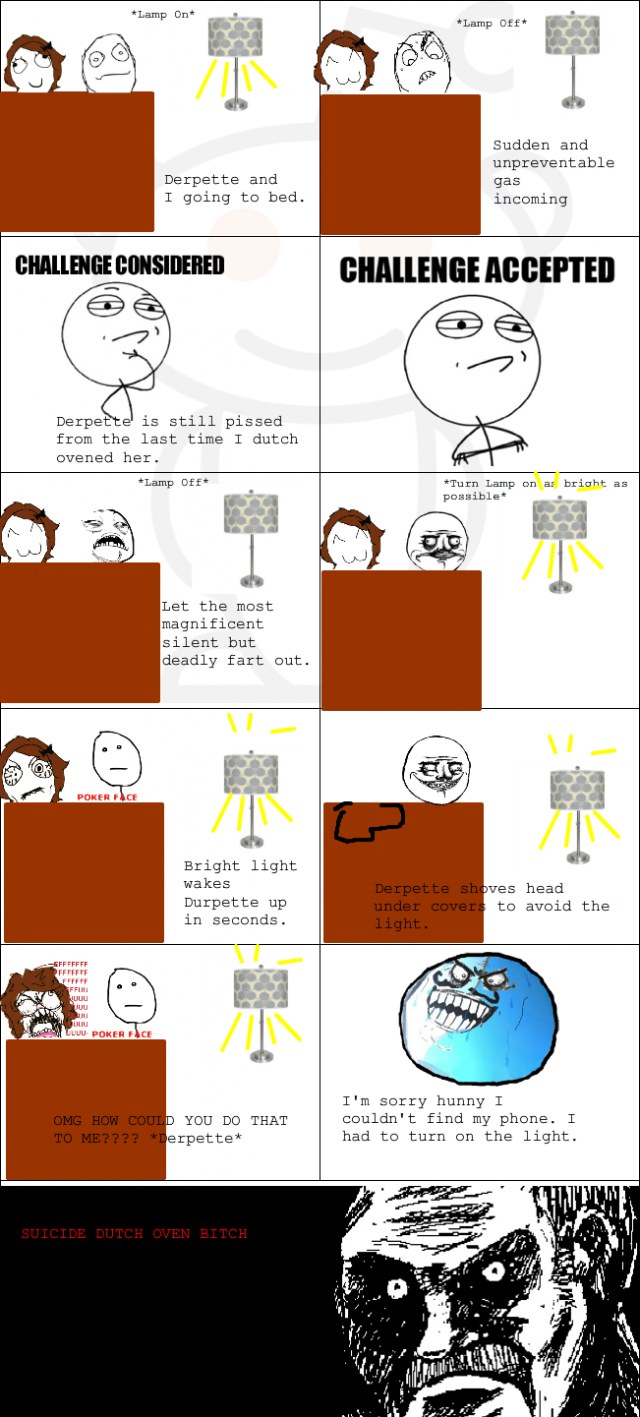 *Lamp On*
Derpette and
I going to bed.
*Lamp Off*
Sudden and
unpreventable
gas
incoming
CHALLENGE CONSIDERED
Derpette is still pissed
from the last time I dutch
ovened her.
CHALLENGE ACCEPTED
*Lamp Off*
Let the most
magnificent
silent but
deadly fart out.
*Turn Lamp on as bright as
possible*
POKER FACE
Bright light
wakes
Durpette up
in seconds.
Derpette shoves head
under covers to avoid the
light.
POKER FACE
OMG HOW COULD YOU DO THAT
TO ME???? *Derpette*
I'm sorry hunny I
couldn't find my phone. I
had to turn on the light.
SUICIDE DUTCH OVEN BITCH